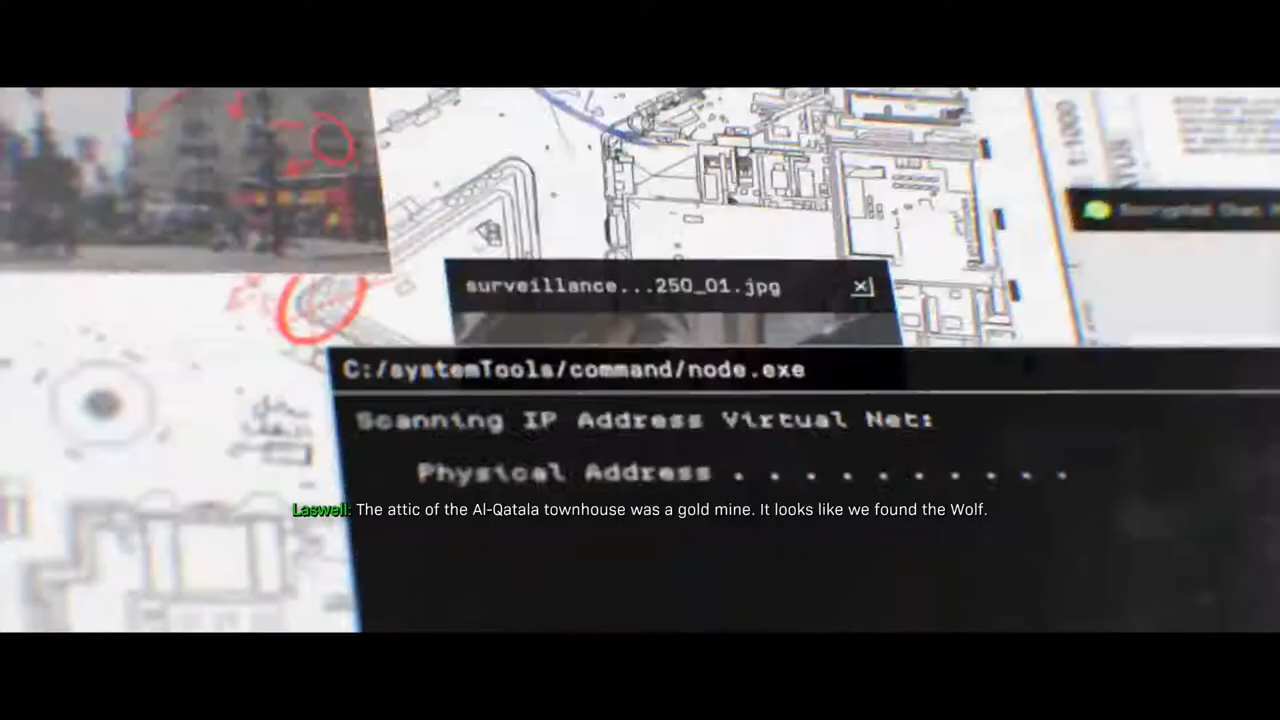 surveillance...250_01.jpg
C:/systemTools/command/node.exe
Scanning IP Address Virtual Net:
Physical Address . . . . . . . . . .
Laswell: The attic of the Al-Qatala townhouse was a gold mine. It looks like we found the Wolf.